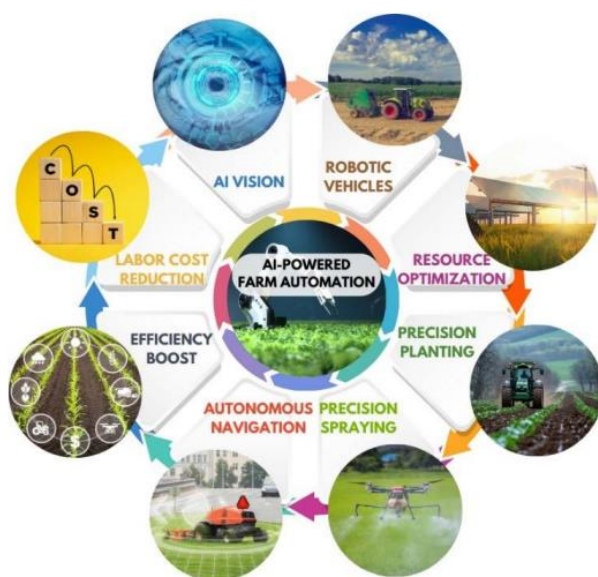 AI VISION
ROBOTIC
VEHICLES
RESOURCE
OPTIMIZATION
PRECISION
PLANTING
PRECISION
SPRAYING
AUTONOMOUS
NAVIGATION
EFFICIENCY
BOOST
LABOR COST
REDUCTION
C
O
S
T
$
AI-POWERED
FARM AUTOMATION